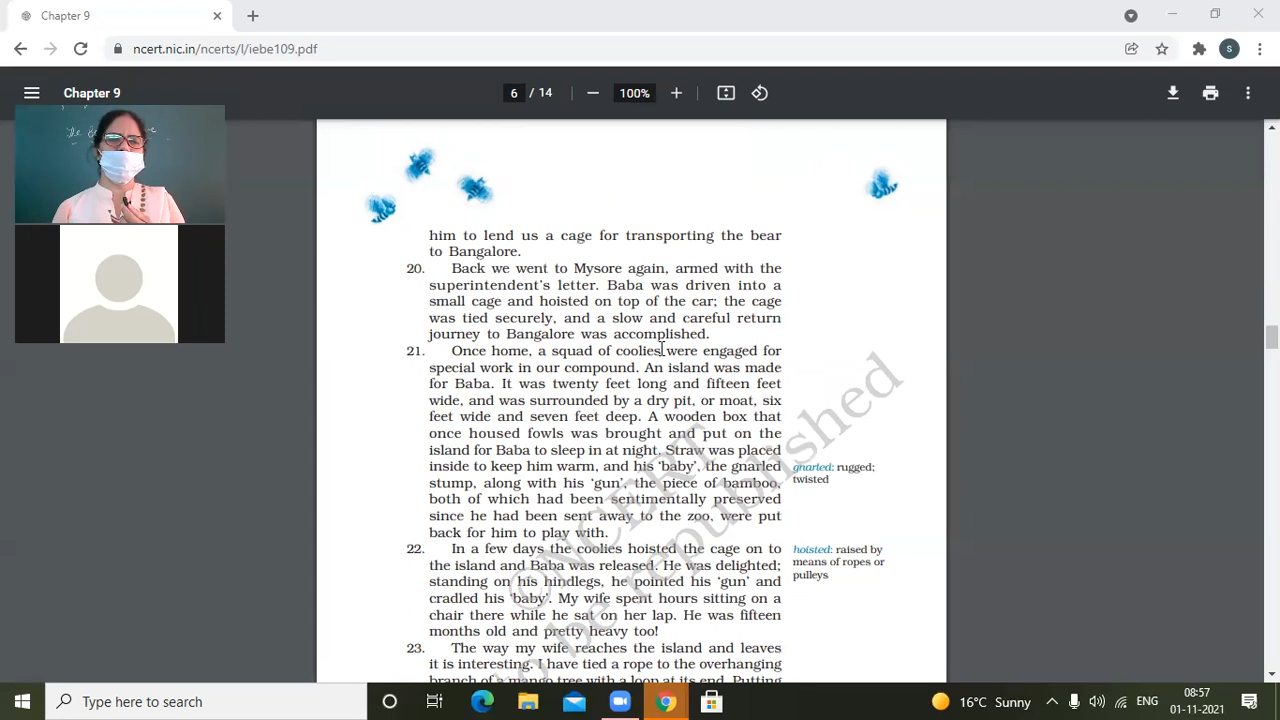 Chapter 9
ncert.nic.in/ncerts/l/iebe109.pdf
S
Chapter 9
6 / 14
100%
him to lend us a cage for transporting the bear
to Bangalore.
20. Back we went to Mysore again, armed with the
superintendent's letter. Baba was driven into a
small cage and hoisted on top of the car; the cage
was tied securely, and a slow and careful return
journey to Bangalore was accomplished.
21. Once home, a squad of coolies were engaged for
special work in our compound. An island was made
for Baba. It was twenty feet long and fifteen feet
wide, and was surrounded by a dry pit, or moat, six
feet wide and seven feet deep. A wooden box that
once housed fowls was brought and put on the
island for Baba to sleep in at night. Straw was placed
inside to keep him warm, and his 'baby', the gnarled
stump, along with his 'gun', the piece of bamboo,
both of which had been sentimentally preserved
since he had been sent away to the zoo, were put
back for him to play with.
gnarled: rugged;
twisted
22. In a few days the coolies hoisted the cage on to
the island and Baba was released. He was delighted;
standing on his hindlegs, he pointed his 'gun' and
cradled his 'baby'. My wife spent hours sitting on a
chair there while he sat on her lap. He was fifteen
months old and pretty heavy too!
hoisted: raised by
means of ropes or
pulleys
23. The way my wife reaches the island and leaves
it is interesting. I have tied a rope to the overhanging
branch of a mango tree with a loop at its end. Putting
©NCERT
to be republished
Type here to search
16°C Sunny
ENG
08:57
01-11-2021